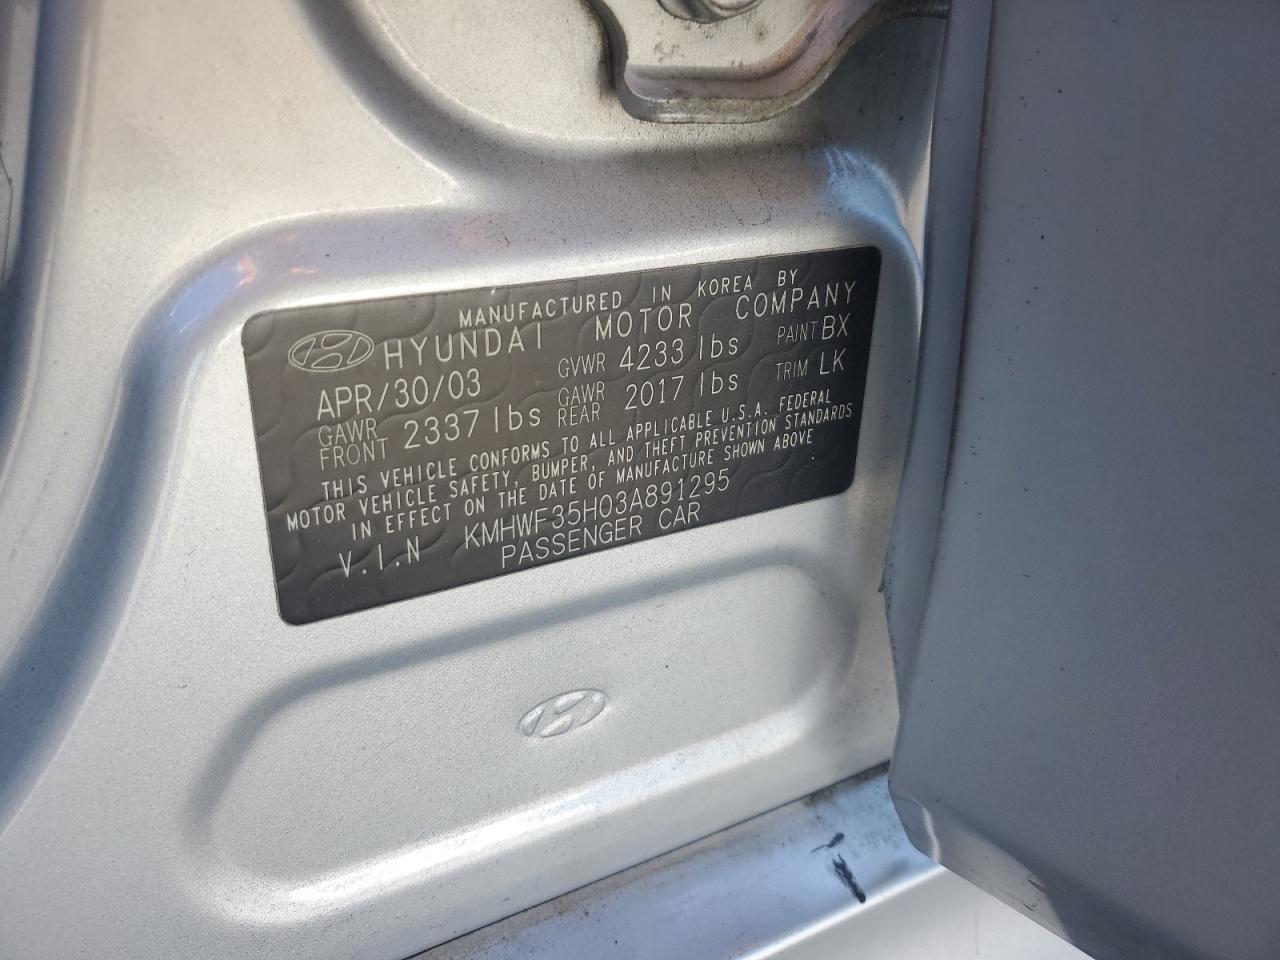 MANUFACTURED IN KOREA BY
HYUNDAI MOTOR COMPANY
APR/30/03 GVWR 4233 lbs PAINT BX
GAWR FRONT 2337 lbs GAWR REAR 2017 lbs TRIM LK
THIS VEHICLE CONFORMS TO ALL APPLICABLE U.S.A. FEDERAL
MOTOR VEHICLE SAFETY, BUMPER, AND THEFT PREVENTION STANDARDS
IN EFFECT ON THE DATE OF MANUFACTURE SHOWN ABOVE
V.I.N KMHWF35H03A891295
PASSENGER CAR